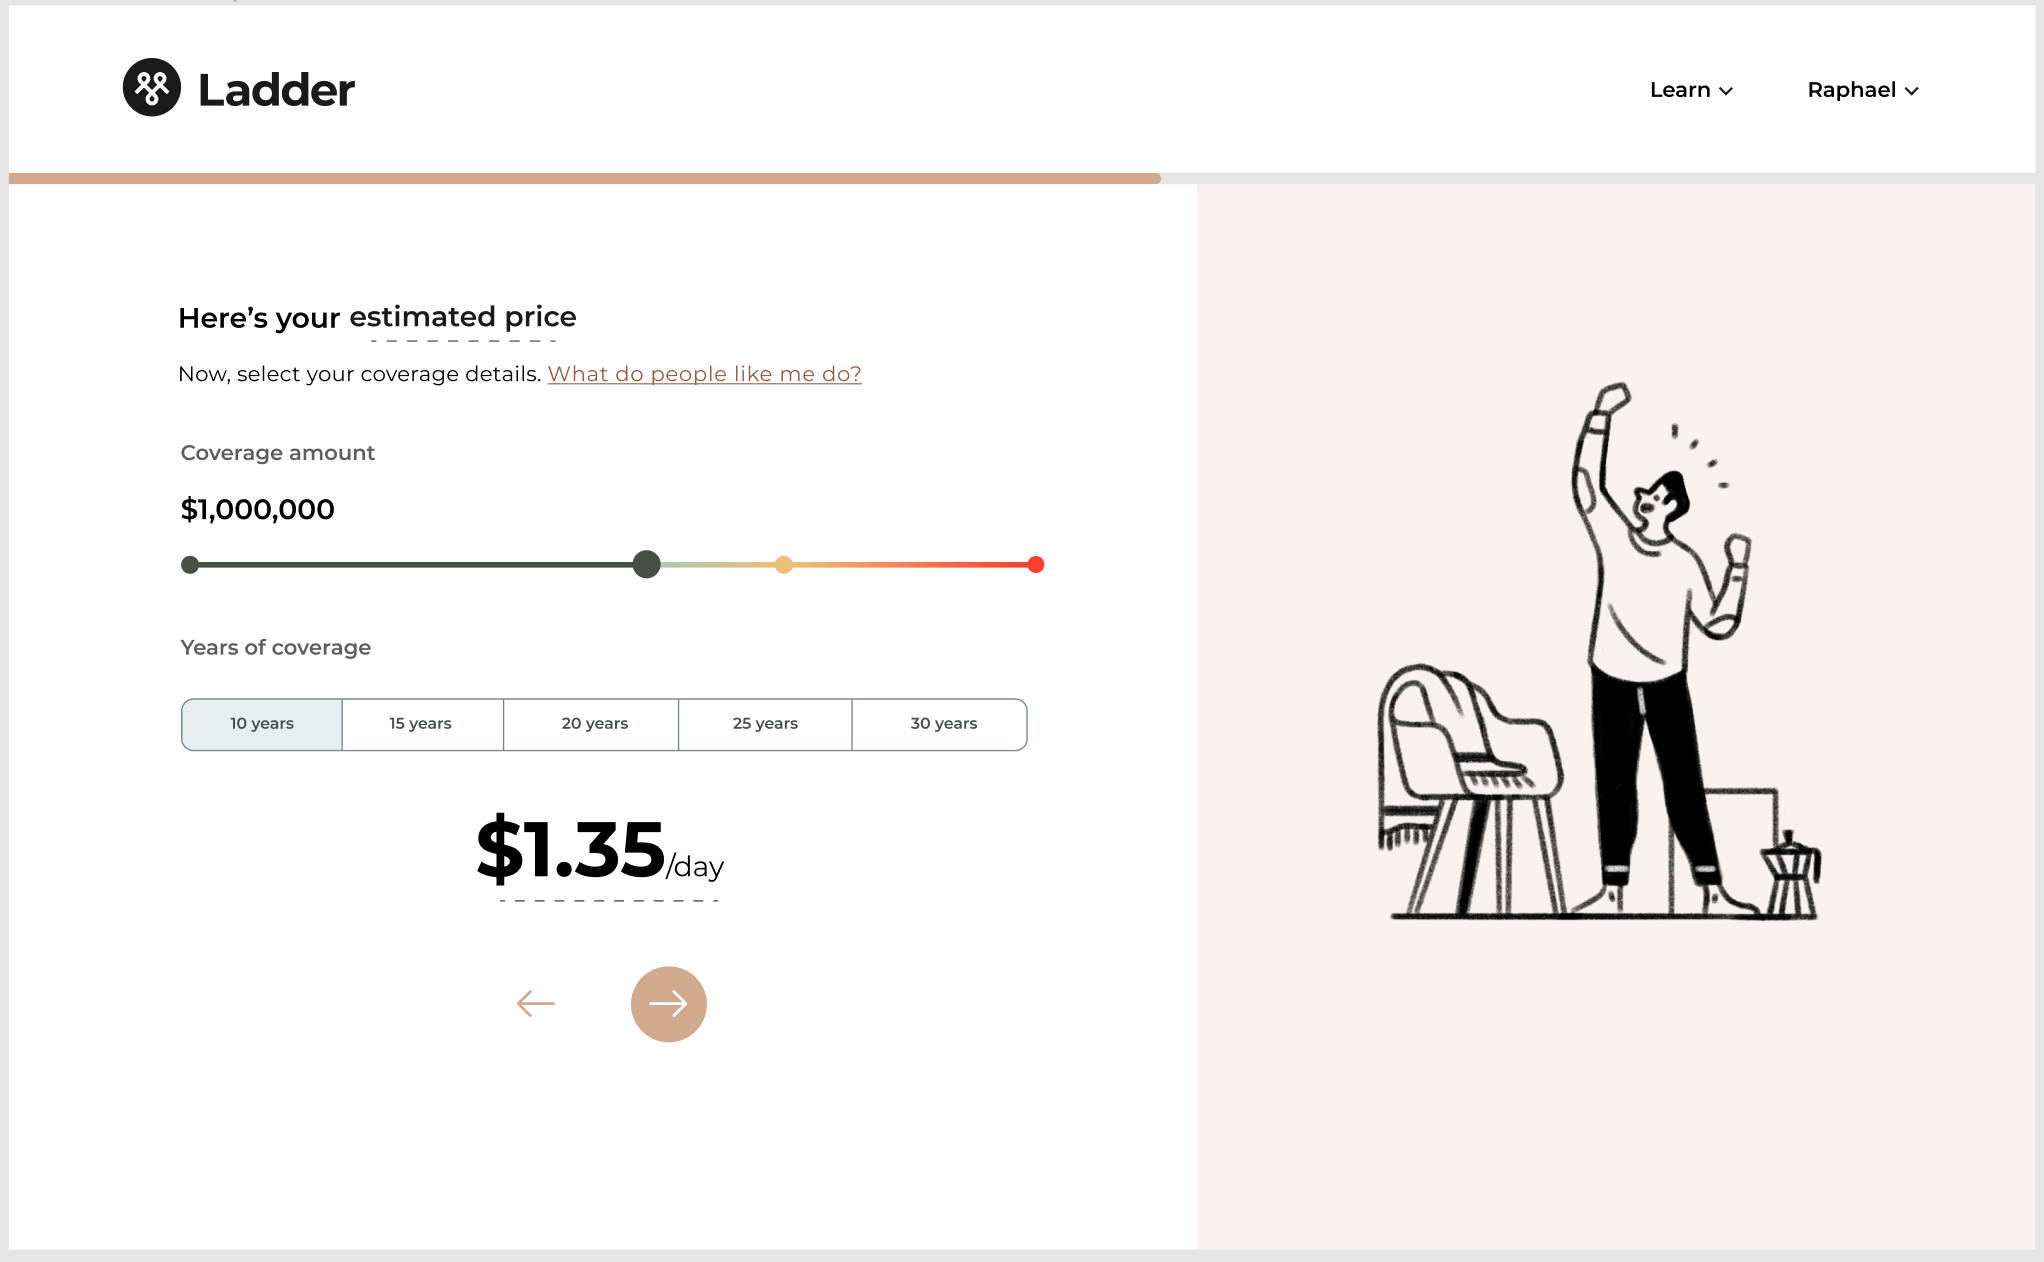 Ladder
Learn
Raphael
Here’s your estimated price
Now, select your coverage details. What do people like me do?
Coverage amount
$1,000,000
Years of coverage
10 years
15 years
20 years
25 years
30 years
$1.35/day